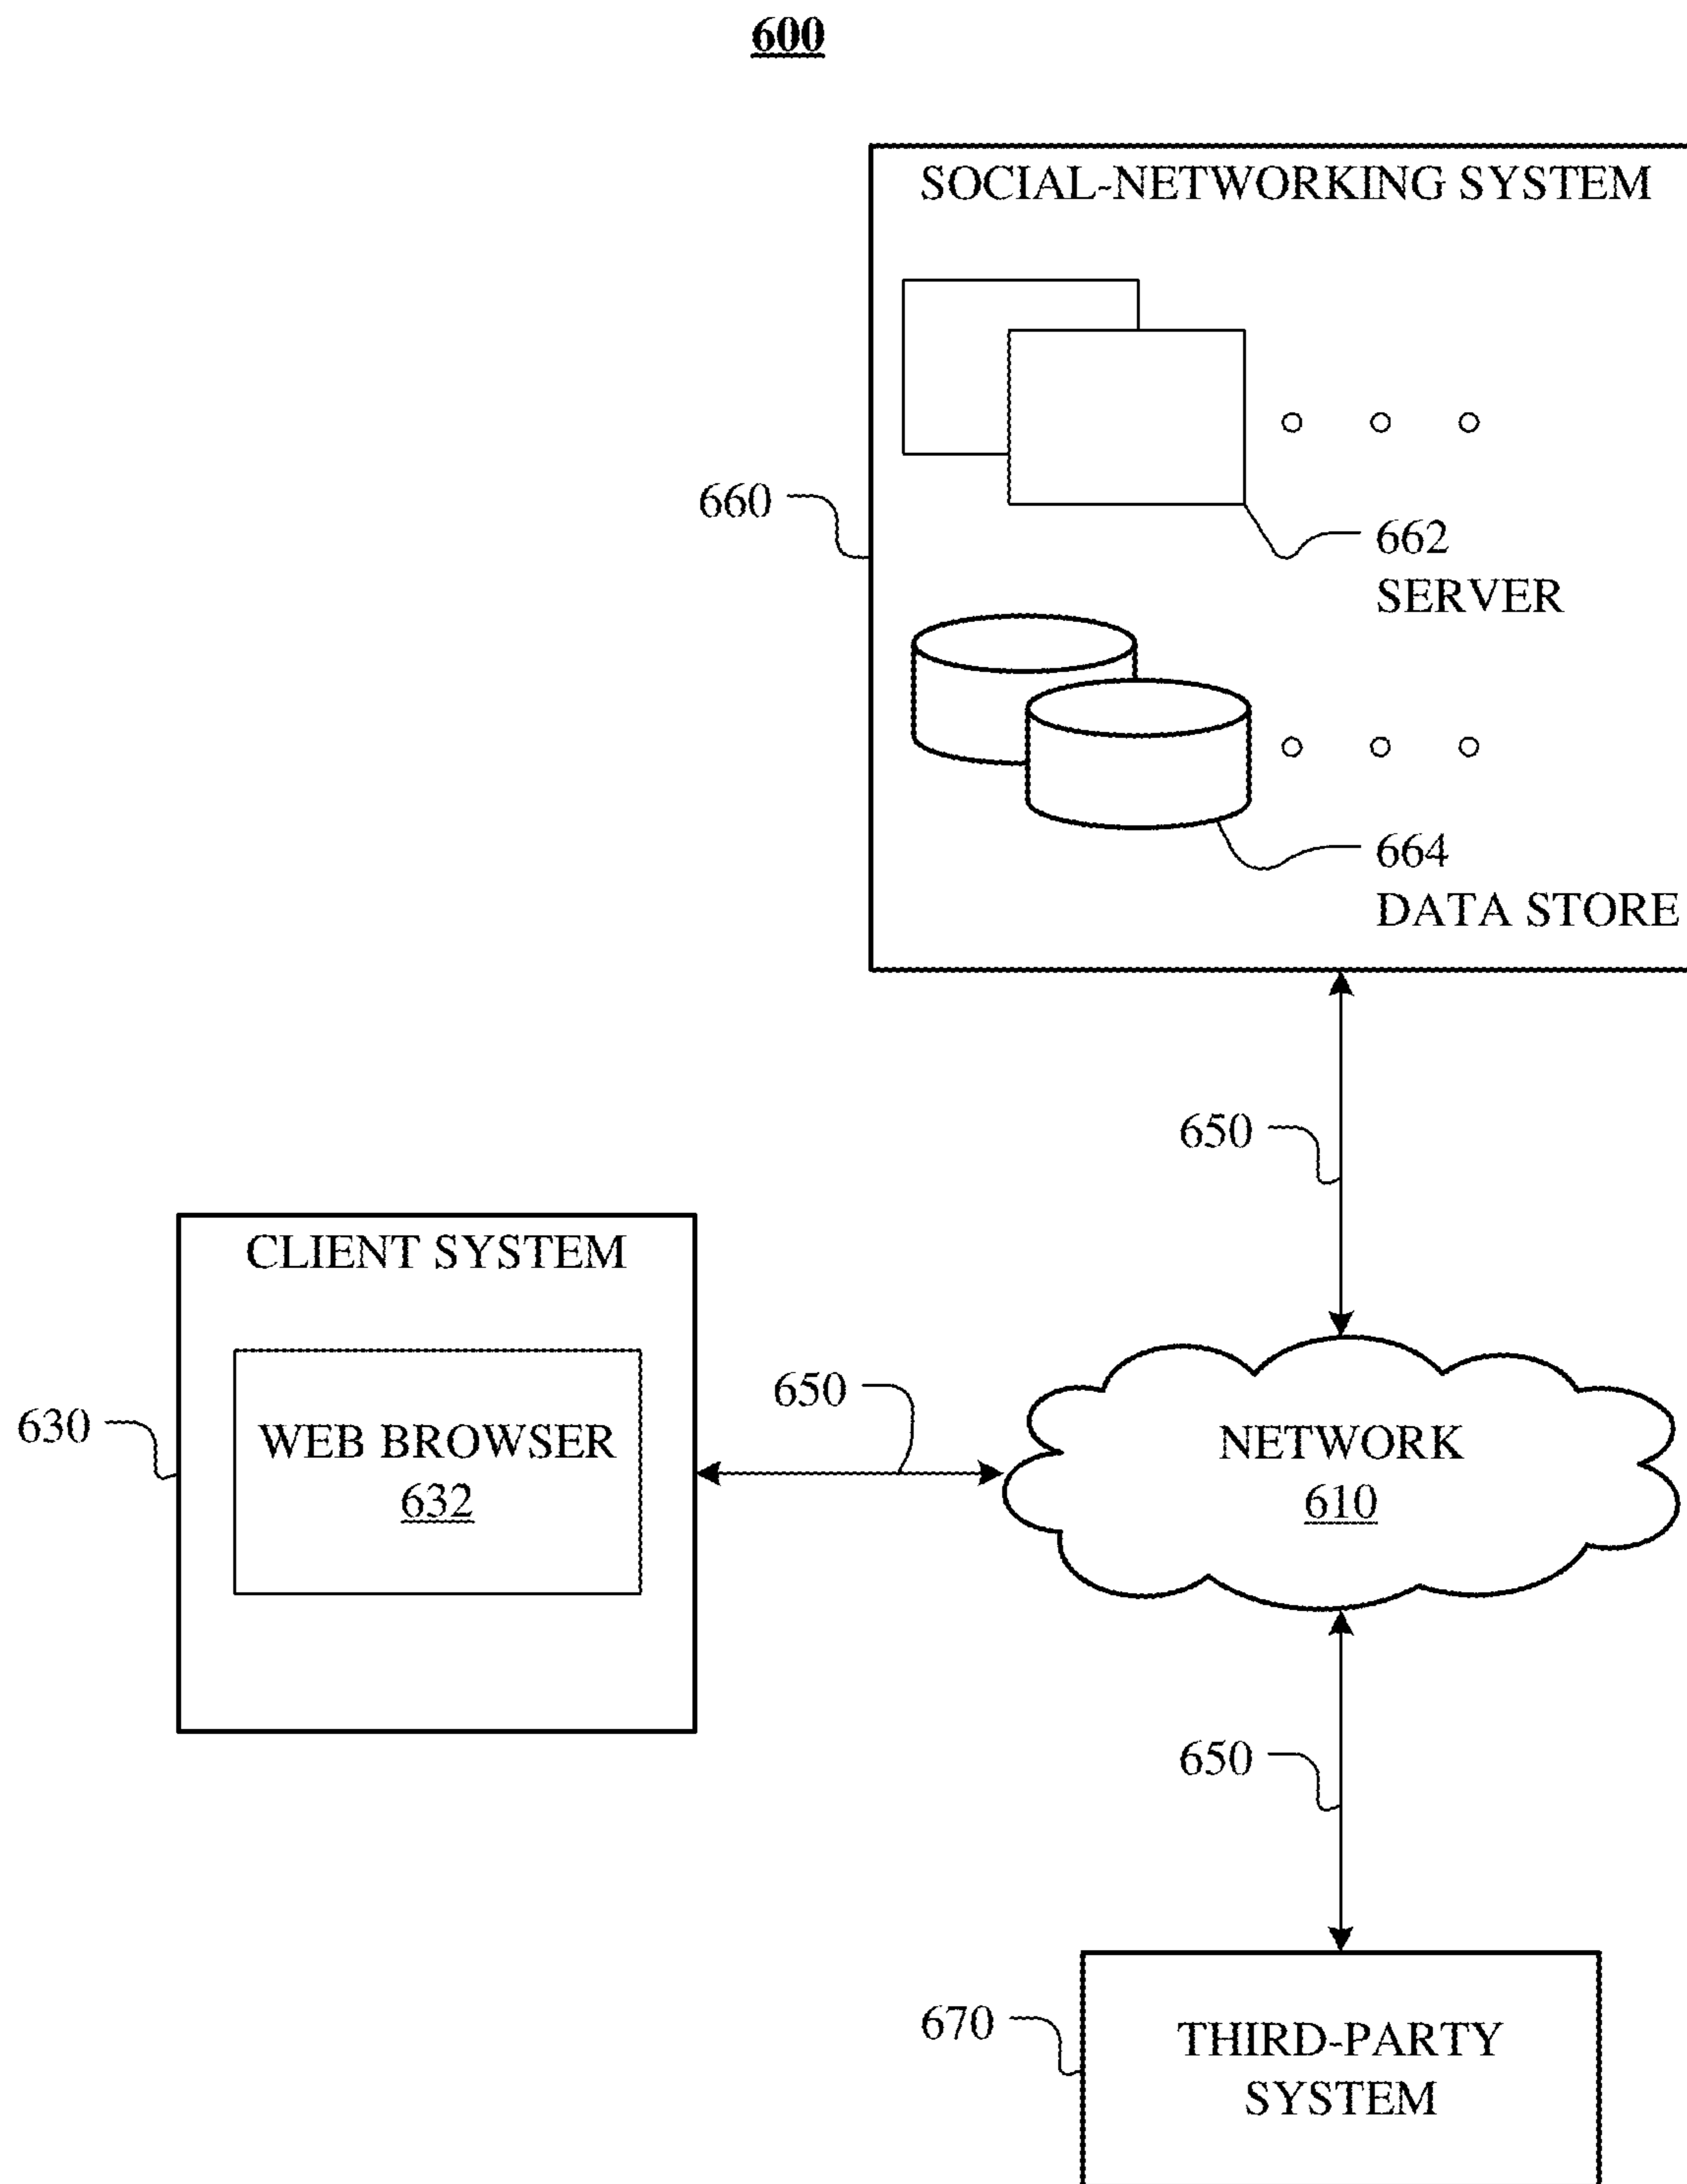 600
SOCIAL-NETWORKING SYSTEM
660
662
SERVER
664
DATA STORE
650
CLIENT SYSTEM
630
WEB BROWSER
632
650
NETWORK
610
650
670
THIRD-PARTY
SYSTEM